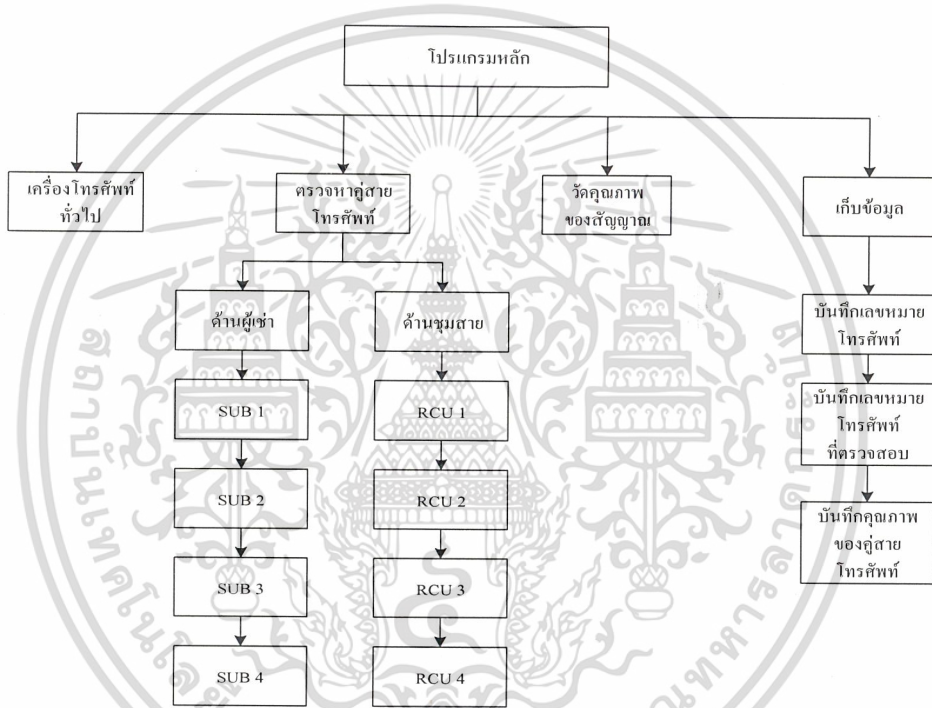 โปรแกรมหลัก
เครื่องโทรศัพท์
ทั่วไป
ตรวจหาคู่สาย
โทรศัพท์
วัดคุณภาพ
ของสัญญาณ
เก็บข้อมูล
ด้านผู้เช่า
ด้านชุมสาย
บันทึกเลขหมาย
โทรศัพท์
SUB 1
RCU 1
บันทึกเลขหมาย
โทรศัพท์
ที่ตรวจสอบ
SUB 2
RCU 2
บันทึกคุณภาพ
ของคู่สาย
โทรศัพท์
SUB 3
RCU 3
SUB 4
RCU 4